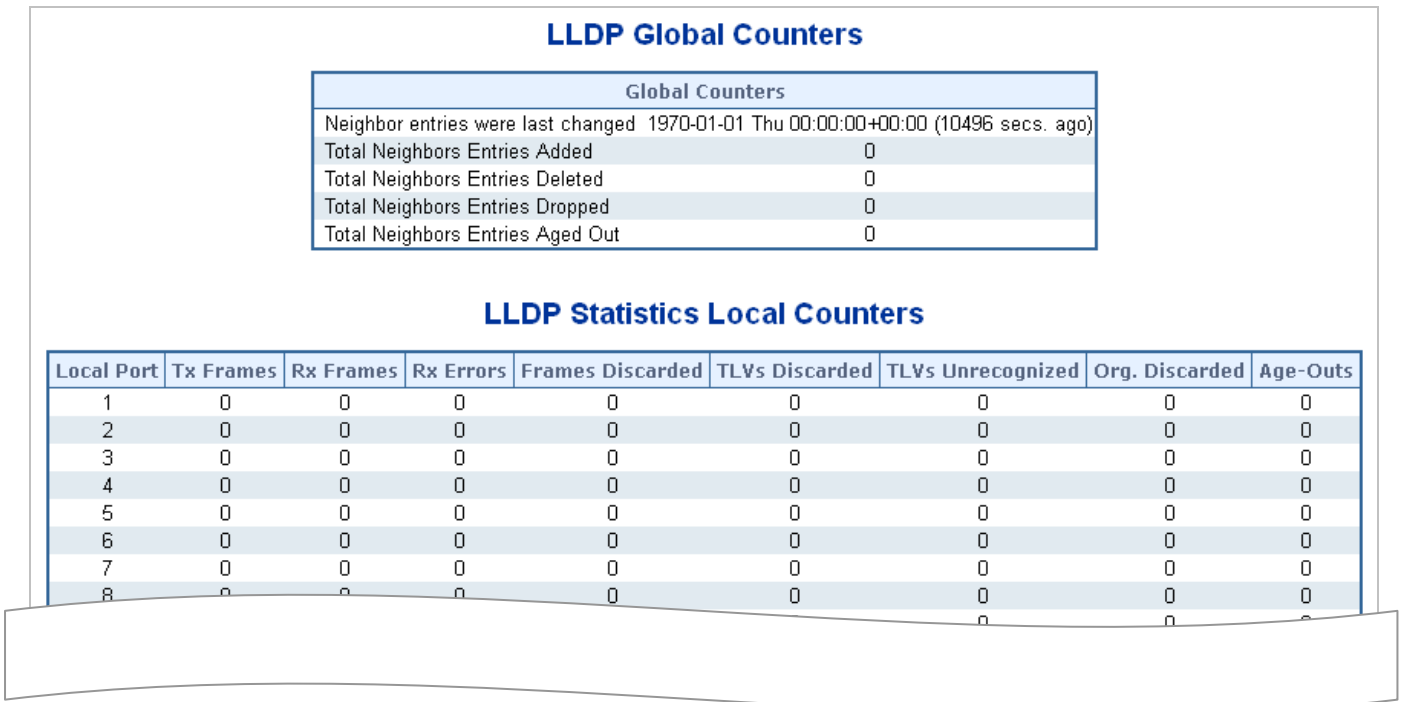 LLDP Global Counters
Global Counters
Neighbor entries were last changed 1970-01-01 Thu 00:00:00+00:00 (10496 secs. ago)
Total Neighbors Entries Added 0
Total Neighbors Entries Deleted 0
Total Neighbors Entries Dropped 0
Total Neighbors Entries Aged Out 0
LLDP Statistics Local Counters
Local Port Tx Frames Rx Frames Rx Errors Frames Discarded TLVs Discarded TLVs Unrecognized Org. Discarded Age-Outs
1 0 0 0 0 0 0 0 0
2 0 0 0 0 0 0 0 0
3 0 0 0 0 0 0 0 0
4 0 0 0 0 0 0 0 0
5 0 0 0 0 0 0 0 0
6 0 0 0 0 0 0 0 0
7 0 0 0 0 0 0 0 0
8 0 0 0 0 0 0 0 0